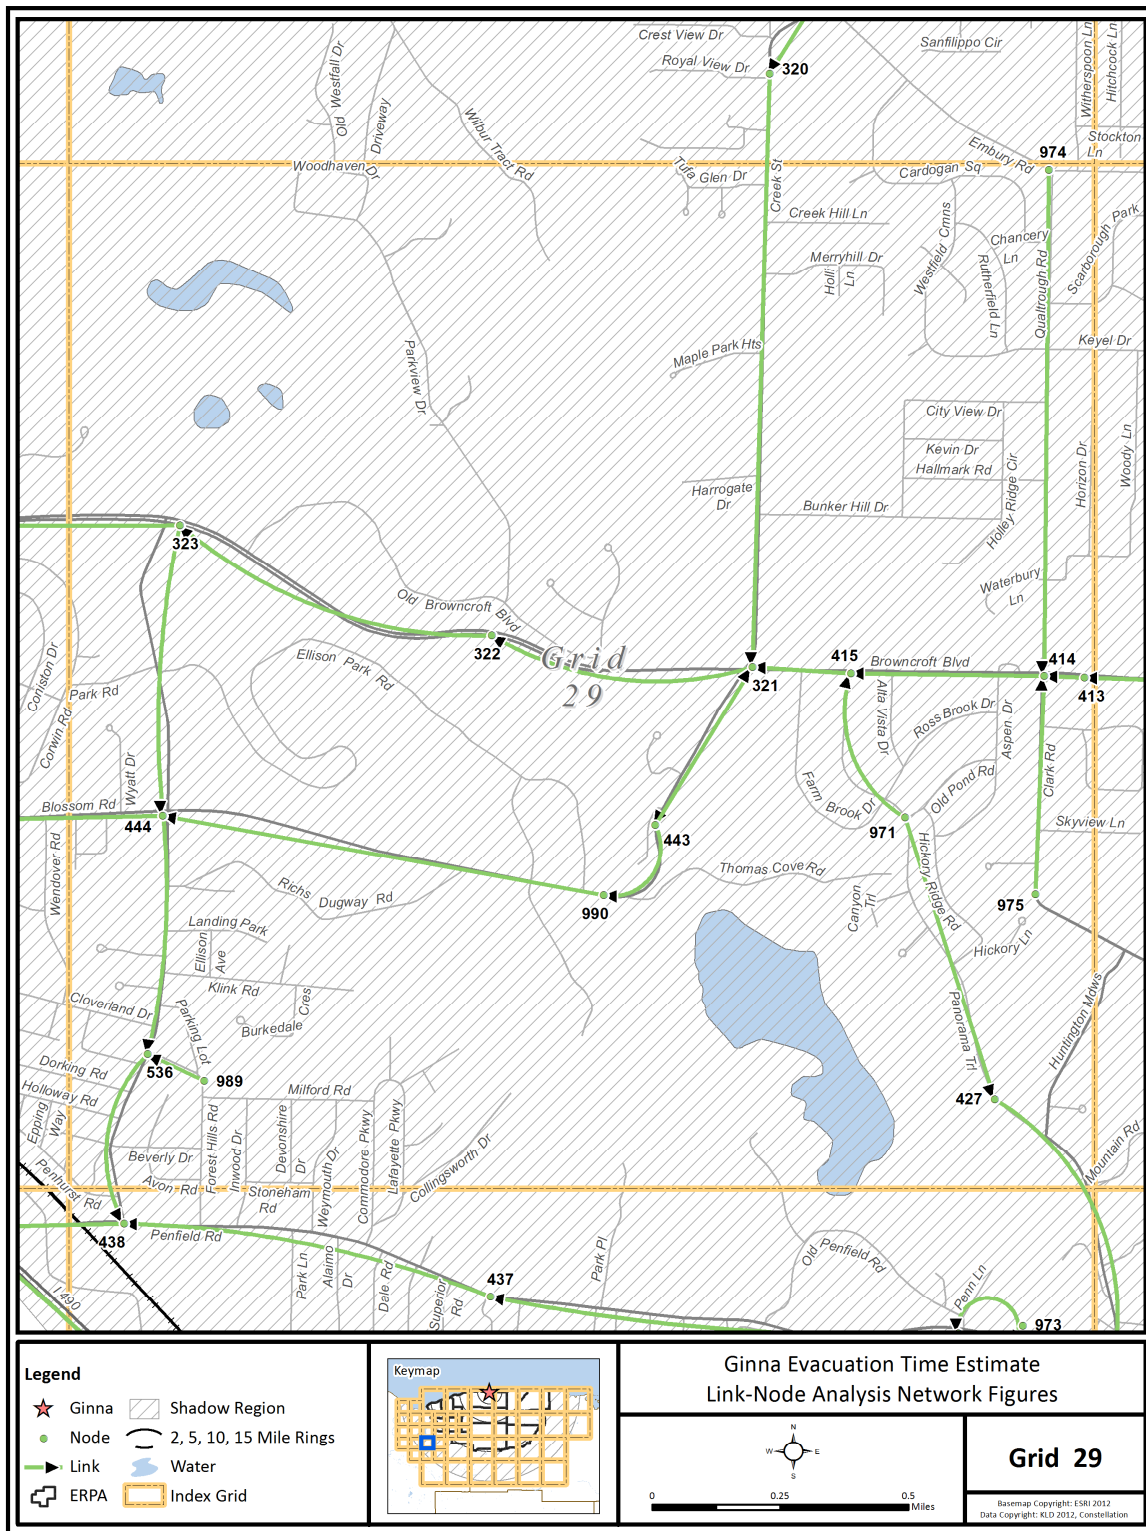 Crest View Dr
Royal View Dr
320
Sanfilippo Cir
Witherspoon Ln
Hitchcock Ln
Old Westfall Dr
Driveway
Wilbur Tract Rd
Woodhaven Dr
Stockton
Ln
Embury Rd
974
Cardogan Sq
Tufa
Glen Dr
Creek St
Creek Hill Ln
Westfield Cmns
Chancery
Ln
Scarborough Park
Merryhill Dr
Holli
Ln
Rutherfield Ln
Qualtrough Rd
Keyel Dr
Maple Park Hts
Parkview Dr
City View Dr
Kevin Dr
Hallmark Rd
Holley Ridge Cir
Horizon Dr
Woody Ln
Harrogate
Dr
Bunker Hill Dr
323
Waterbury
Ln
Old Browncroft Blvd
322
Grid
29
Ellison Park Rd
321
415
Browncroft Blvd
414
413
Coniston Dr
Park Rd
Corwin Rd
Wyatt Dr
Alta Vista Dr
Ross Brook Dr
Aspen Dr
Clark Rd
Blossom Rd
444
Farm Brook Dr
Old Pond Rd
971
Skyview Ln
443
Wendover Rd
Thomas Cove Rd
Hickory Ridge Rd
Richs Dugway Rd
990
Canyon
Trl
975
Landing Park
Ellison
Ave
Hickory Ln
Klink Rd
Cres
Burkedale
Cloverland Dr
Parking Lot
Panorama Trl
Huntington Mdws
Dorking Rd
Holloway Rd
536
989
Milford Rd
427
Epping
Way
Forest Hills Rd
Inwood Dr
Devonshire
Dr
Weymouth Dr
Commodore Pkwy
Lafayette Pkwy
Collingsworth Dr
Mountain Rd
Beverly Dr
Avon Rd
Penhurst Rd
Stoneham
Rd
438
Penfield Rd
Park Ln
Alaimo
Dr
Dale Rd
Superior
Rd
437
Park Pl
Old Penfield Rd
Penn Ln
973
I 490
Legend
Ginna
Shadow Region
Node
2, 5, 10, 15 Mile Rings
Link
Water
ERPA
Index Grid
Keymap
Ginna Evacuation Time Estimate
Link-Node Analysis Network Figures
N
W
E
S
0
0.25
0.5
Miles
Grid 29
Basemap Copyright: ESRI 2012
Data Copyright: KLD 2012, Constellation